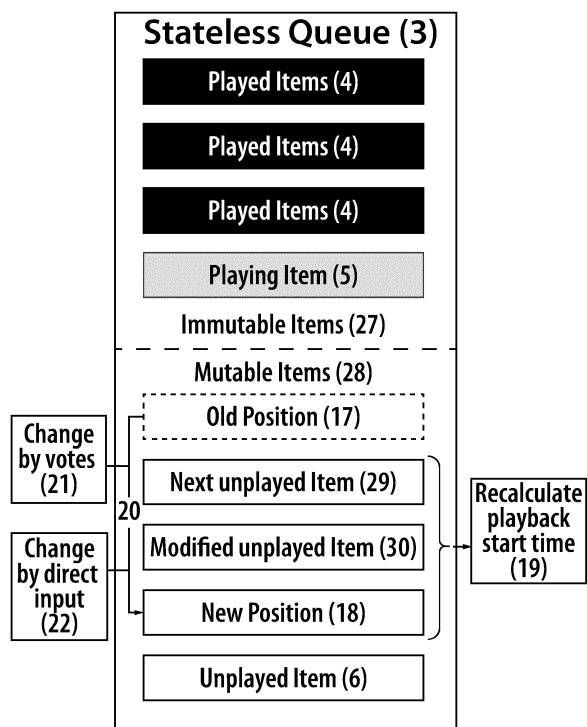 Stateless Queue (3)
Played Items (4)
Played Items (4)
Played Items (4)
Playing Item (5)
Immutable Items (27)
Mutable Items (28)
Old Position (17)
Change
by votes
(21)
Next unplayed Item (29)
20
Recalculate
playback
start time
(19)
Modified unplayed Item (30)
Change
by direct
input
(22)
New Position (18)
Unplayed Item (6)